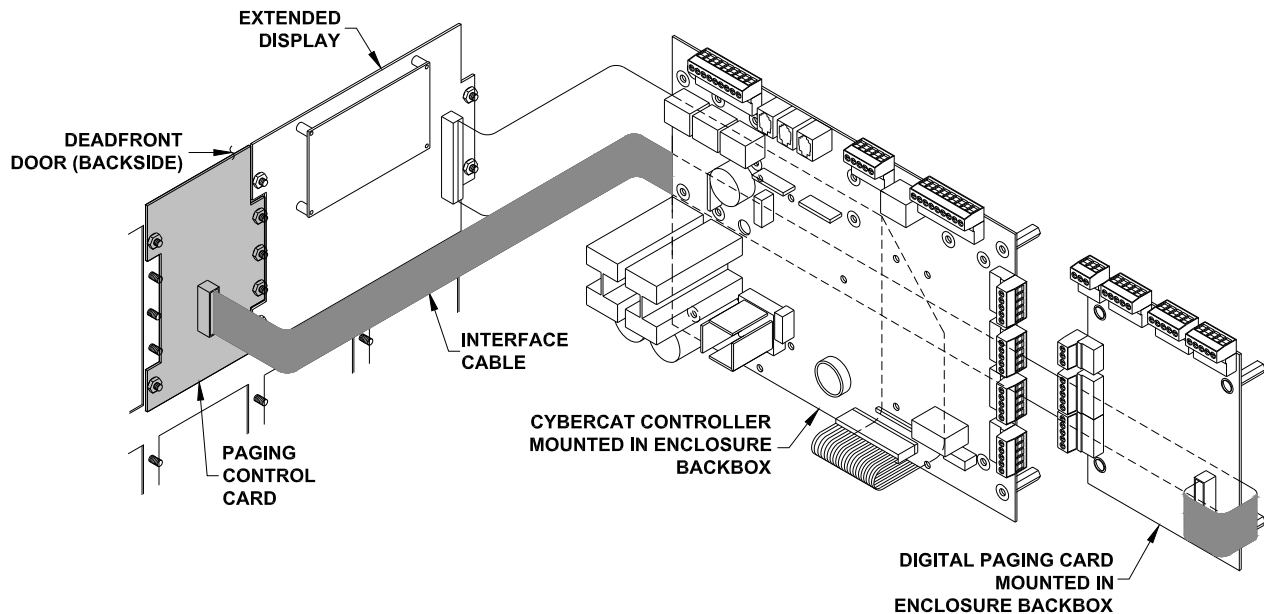 EXTENDED
DISPLAY
DEADFRONT
DOOR (BACKSIDE)
INTERFACE
CABLE
PAGING
CONTROL
CARD
CYBERCAT CONTROLLER
MOUNTED IN ENCLOSURE
BACKBOX
DIGITAL PAGING CARD
MOUNTED IN
ENCLOSURE BACKBOX